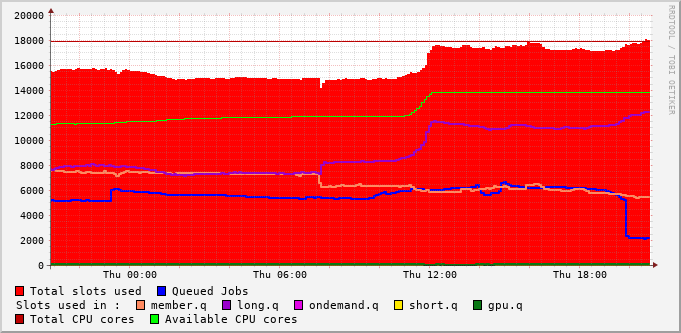 20000
18000
16000
14000
12000
10000
8000
6000
4000
2000
0
Thu 00:00 Thu 06:00 Thu 12:00 Thu 18:00
RRDTOOL / TOBI OETIKER
Total slots used Queued Jobs
Slots used in : member.q long.q ondemand.q short.q gpu.q
Total CPU cores Available CPU cores